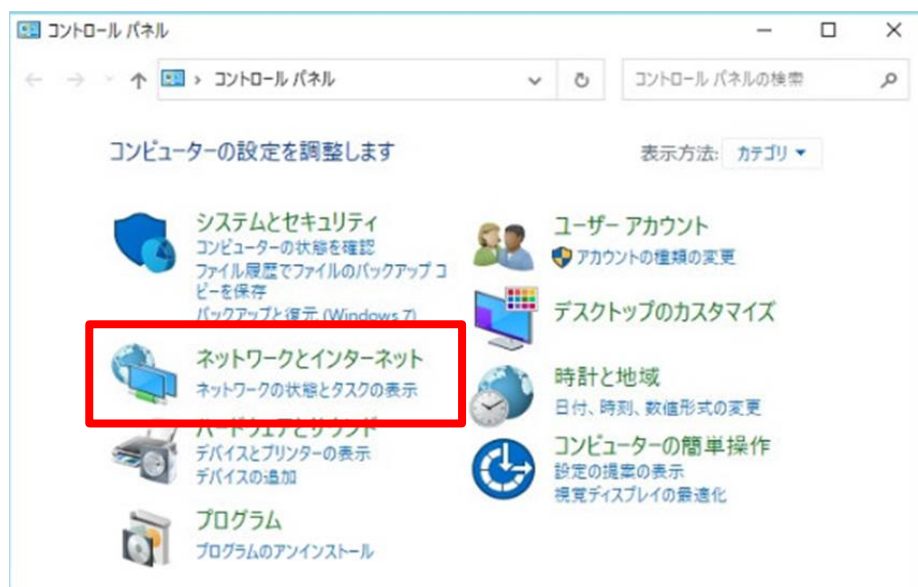 コントロール パネル
コントロール パネル
コントロール パネルの検索
コンピューターの設定を調整します
表示方法: カテゴリ
システムとセキュリティ
コンピューターの状態を確認
ファイル履歴でファイルのバックアップ コ
ピーを保存
バックアップと復元 (Windows 7)
ネットワークとインターネット
ネットワークの状態とタスクの表示
ハードウェアとサウンド
デバイスとプリンターの表示
デバイスの追加
プログラム
プログラムのアンインストール
ユーザー アカウント
アカウントの種類の変更
デスクトップのカスタマイズ
時計と地域
日付、時刻、数値形式の変更
コンピューターの簡単操作
設定の提案の表示
視覚ディスプレイの最適化